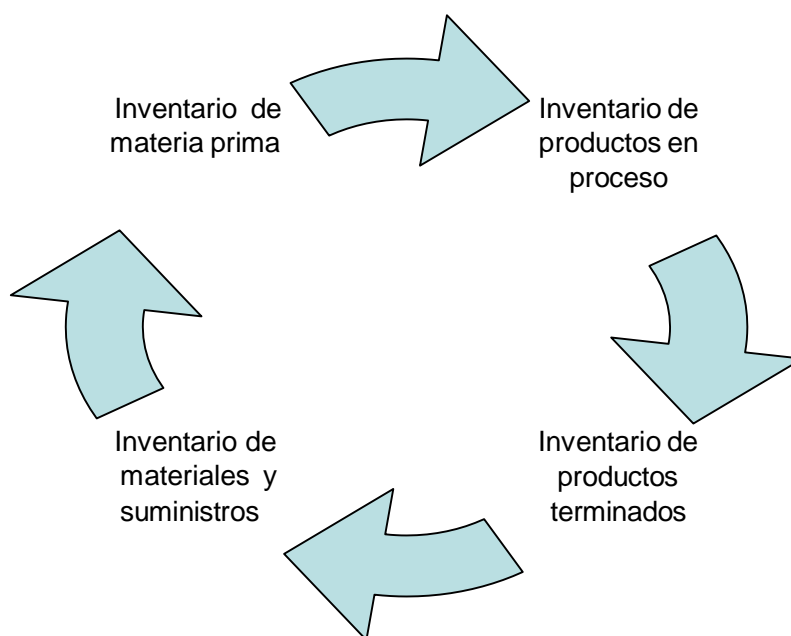 Inventario de
materia prima
Inventario de
productos en
proceso
Inventario de
materiales y
suministros
Inventario de
productos
terminados